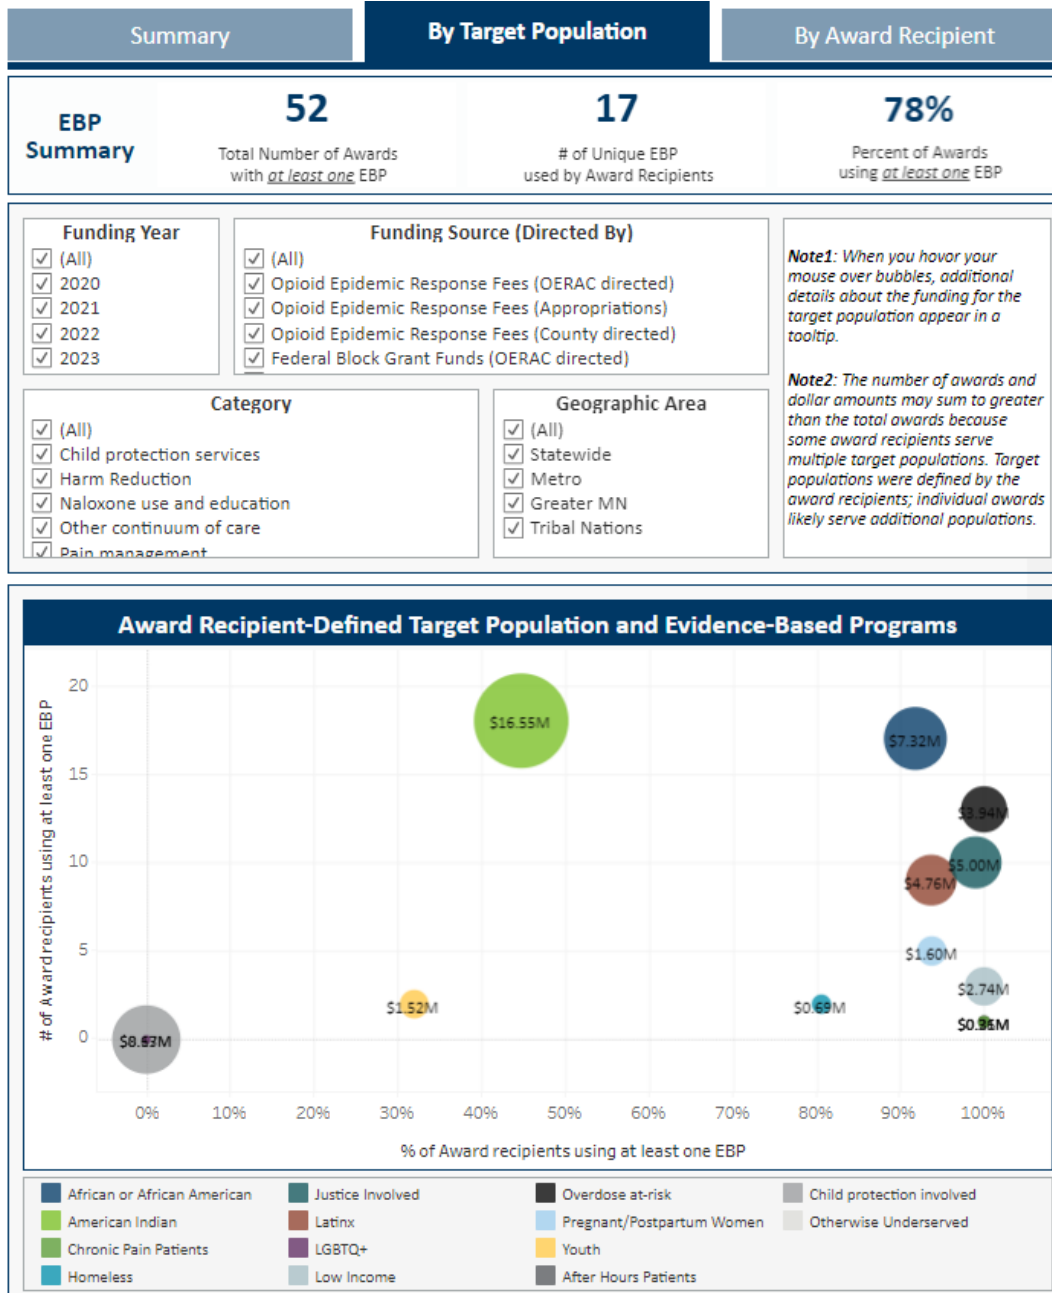 Summary
By Target Population
By Award Recipient
EBP
Summary
52
Total Number of Awards
with at least one EBP
17
# of Unique EBP
used by Award Recipients
78%
Percent of Awards
using at least one EBP
Funding Year
(All)
2020
2021
2022
2023
Funding Source (Directed By)
(All)
Opioid Epidemic Response Fees (OERAC directed)
Opioid Epidemic Response Fees (Appropriations)
Opioid Epidemic Response Fees (County directed)
Federal Block Grant Funds (OERAC directed)
Category
(All)
Child protection services
Harm Reduction
Naloxone use and education
Other continuum of care
Pain management
Geographic Area
(All)
Statewide
Metro
Greater MN
Tribal Nations
Note1: When you hovor your
mouse over bubbles, additional
details about the funding for the
target population appear in a
tooltip.
Note2: The number of awards and
dollar amounts may sum to greater
than the total awards because
some award recipients serve
multiple target populations. Target
populations were defined by the
award recipients; individual awards
likely serve additional populations.
Award Recipient-Defined Target Population and Evidence-Based Programs
# of Award recipients using at least one EBP
20
15
10
5
0
$16.55M
$7.32M
$3.94M
$5.00M
$4.76M
$1.60M
$2.74M
$1.52M
$0.69M
0%
10%
20%
30%
40%
50%
60%
70%
80%
90%
100%
% of Award recipients using at least one EBP
African or African American
Justice Involved
Overdose at-risk
Child protection involved
American Indian
Latinx
Pregnant/Postpartum Women
Otherwise Underserved
Chronic Pain Patients
LGBTQ+
Youth
Homeless
Low Income
After Hours Patients